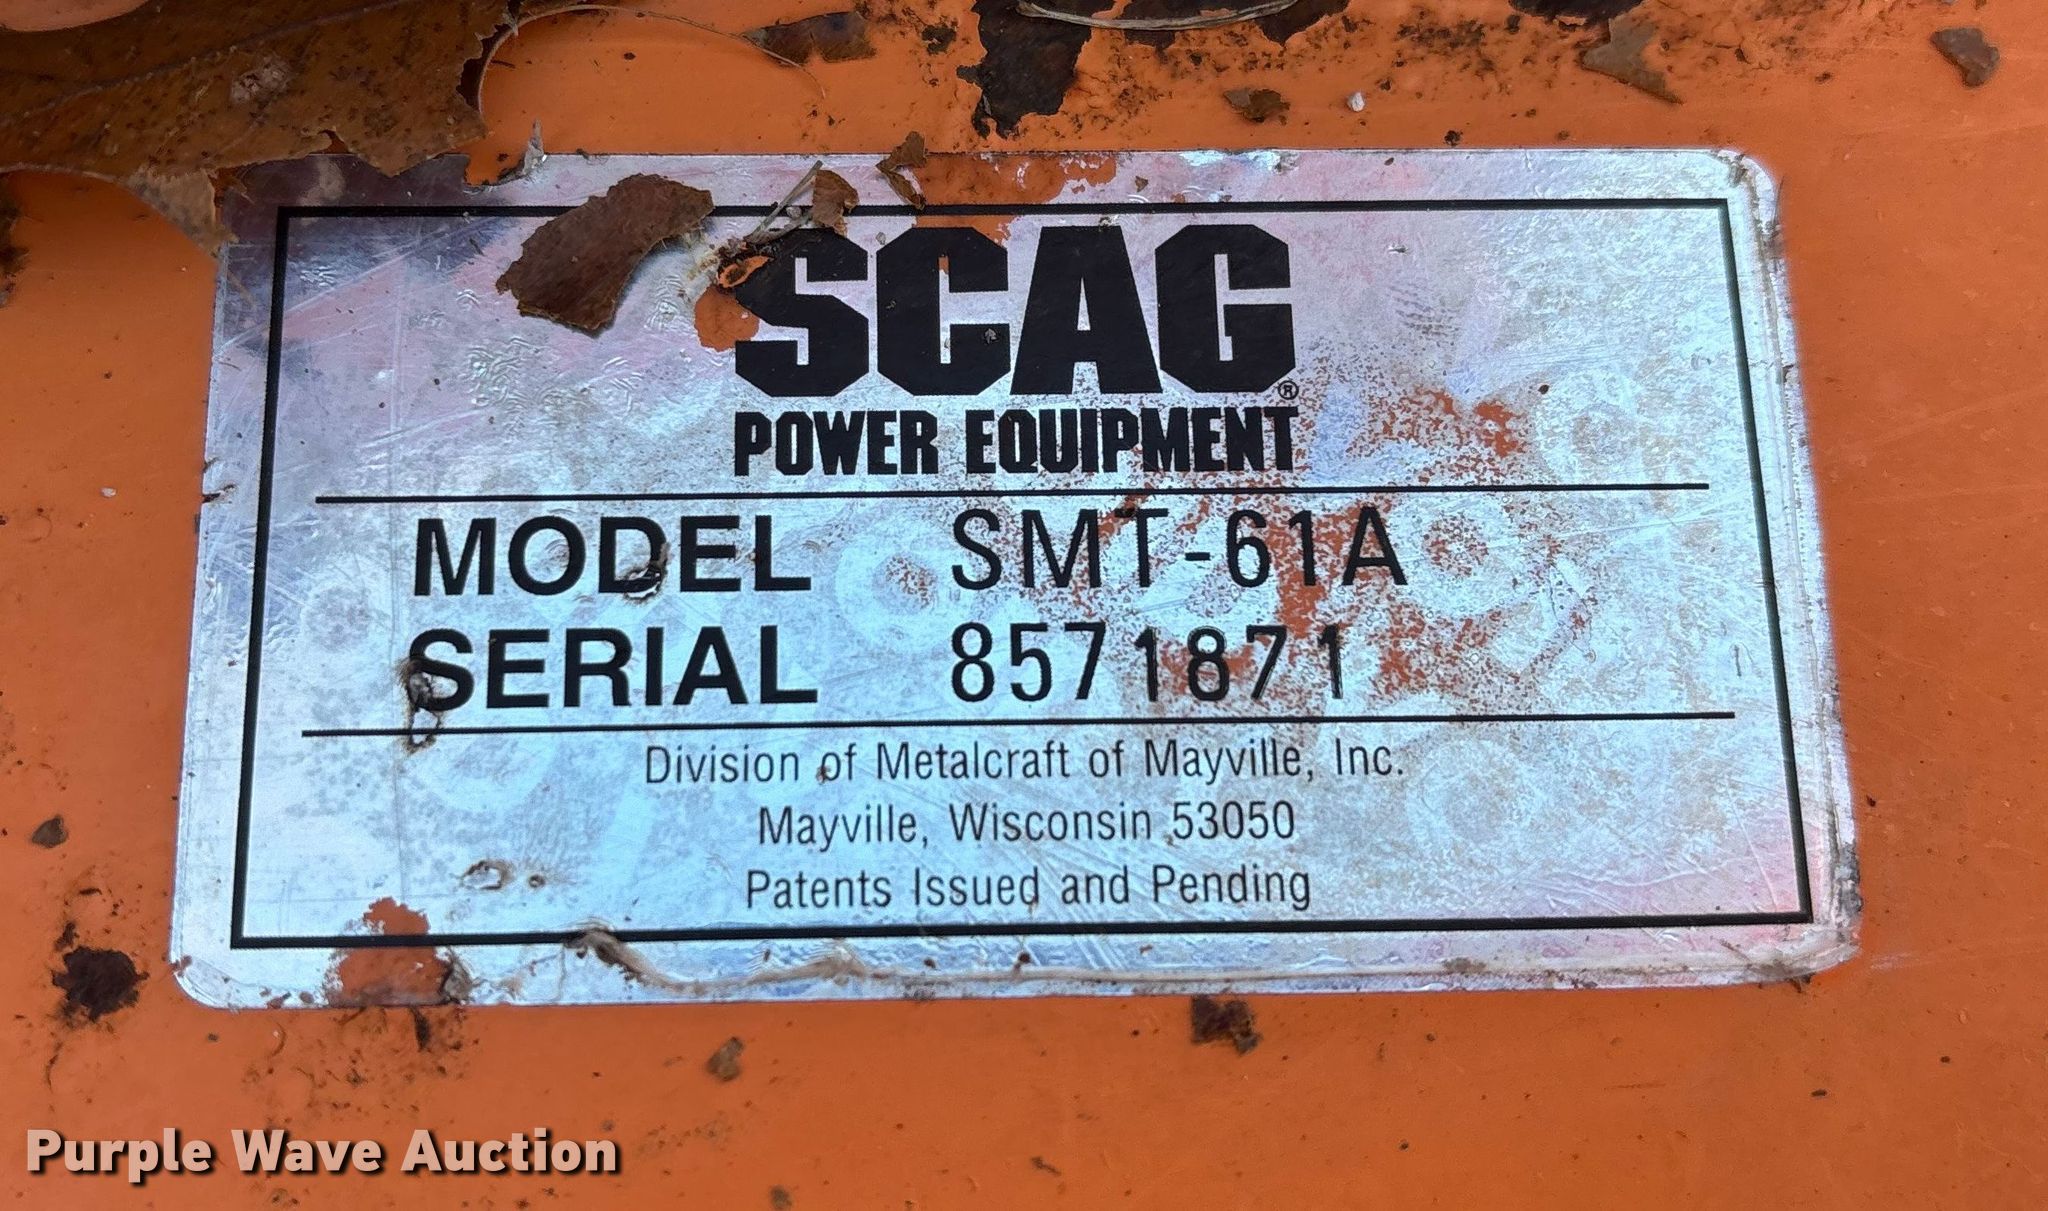 SCAG®
POWER EQUIPMENT
MODEL SMT-61A
SERIAL 8571871
Division of Metalcraft of Mayville, Inc.
Mayville, Wisconsin 53050
Patents Issued and Pending
Purple Wave Auction